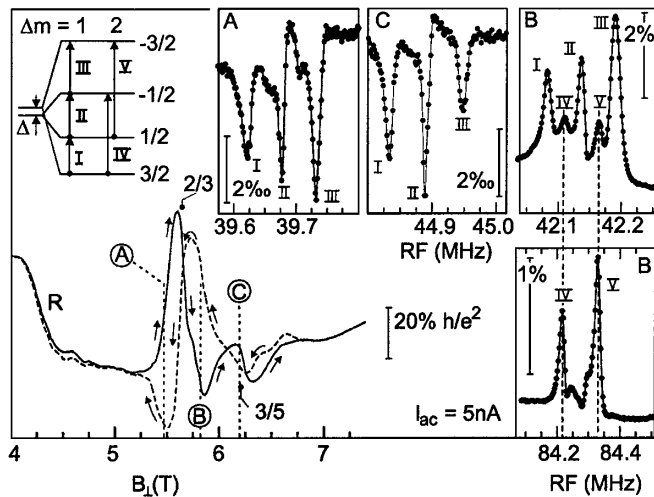 Δm = 1 2
-3/2
-1/2
1/2
3/2
III V
II
Δ
I IV
A
I
II
III
2‰
39.6 39.7
C
I
II
III
2‰
44.9 45.0
RF (MHz)
B
I
II
III
IV
V
2%
42.1 42.2
B
1%
IV
V
84.2 84.4
RF (MHz)
2/3
A
R
C
B
3/5
20% h/e²
I_ac = 5nA
4 5 6 7
B⊥(T)